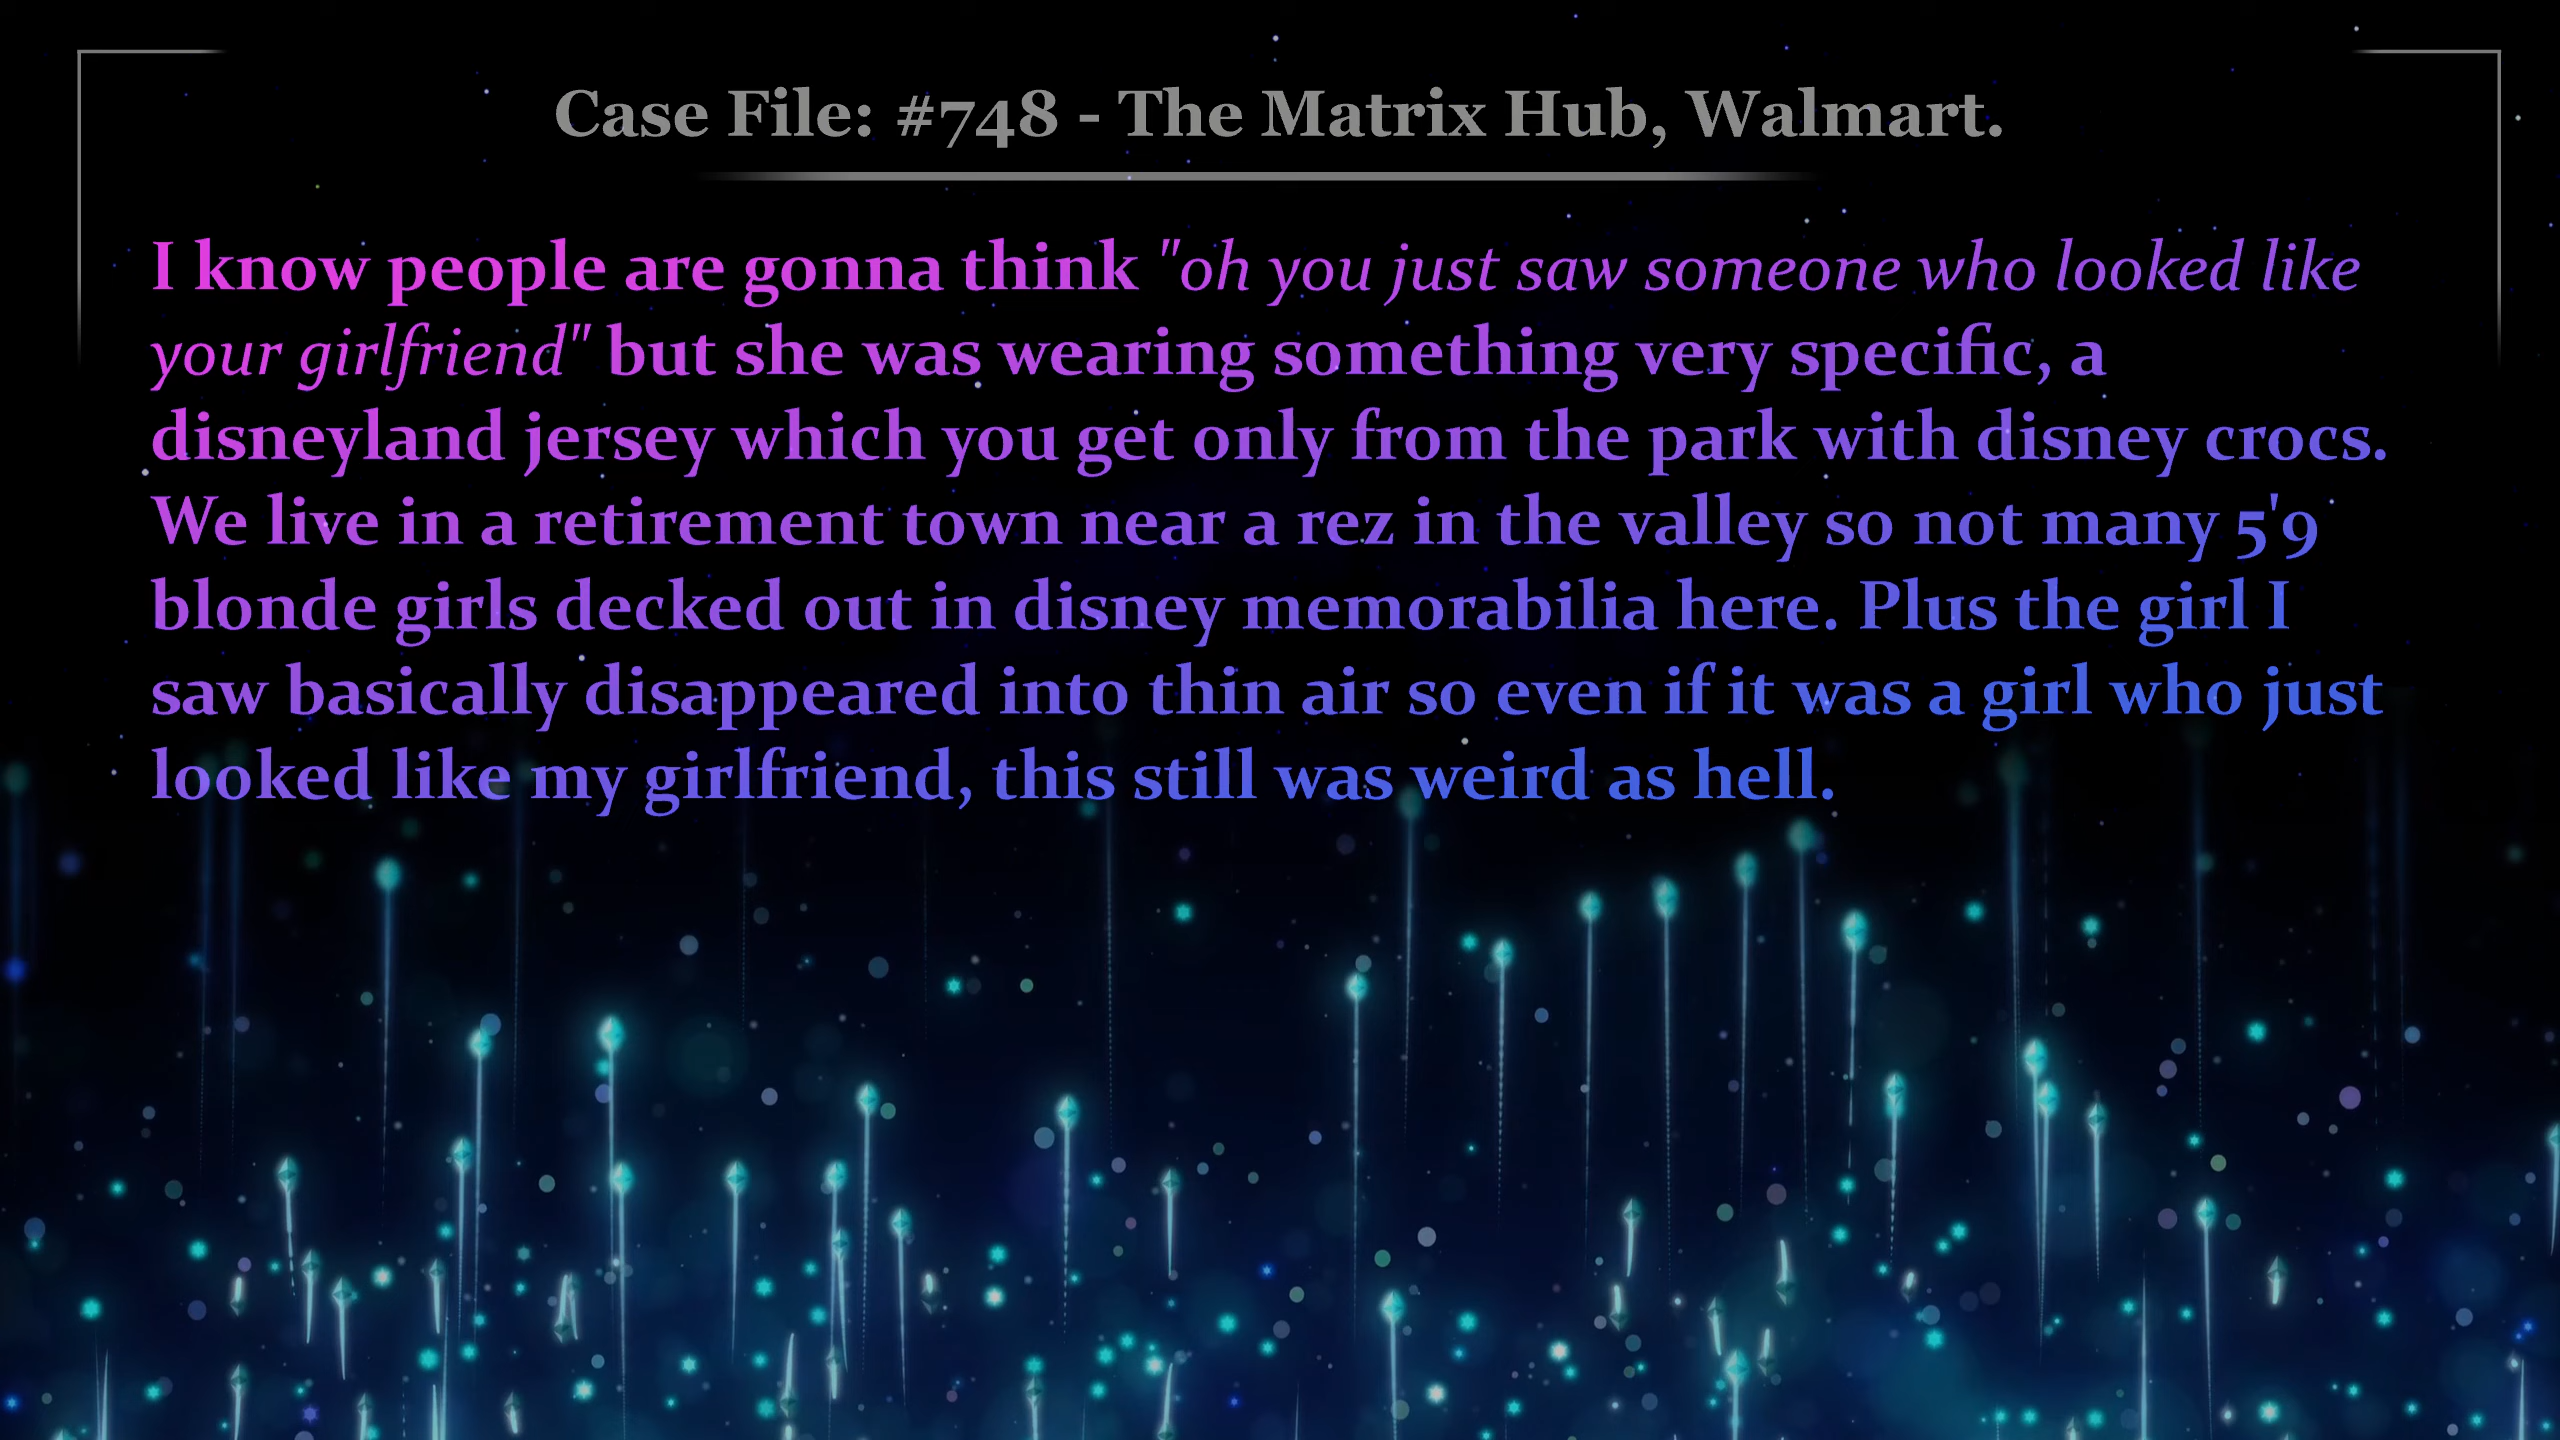 Case File: #748 - The Matrix Hub, Walmart.
I know people are gonna think "oh you just saw someone who looked like
your girlfriend" but she was wearing something very specific, a
disneyland jersey which you get only from the park with disney crocs.
We live in a retirement town near a rez in the valley so not many 5'9
blonde girls decked out in disney memorabilia here. Plus the girl I
saw basically disappeared into thin air so even if it was a girl who just
looked like my girlfriend, this still was weird as hell.